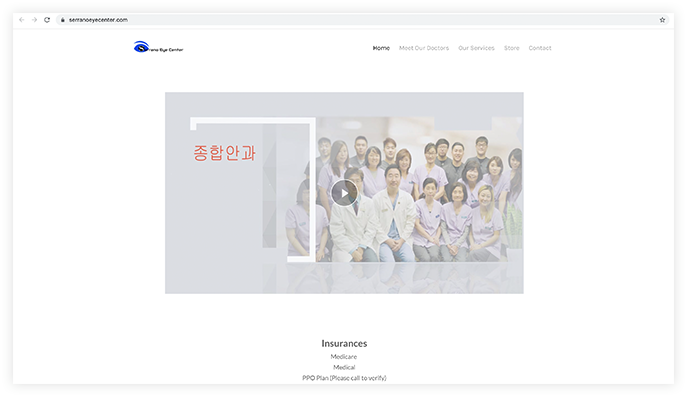 serranoeyecenter.com
Serrano Eye Center
Home Meet Our Doctors Our Services Store Contact
종합안과
Insurances
Medicare
Medical
PPO Plan (Please call to verify)